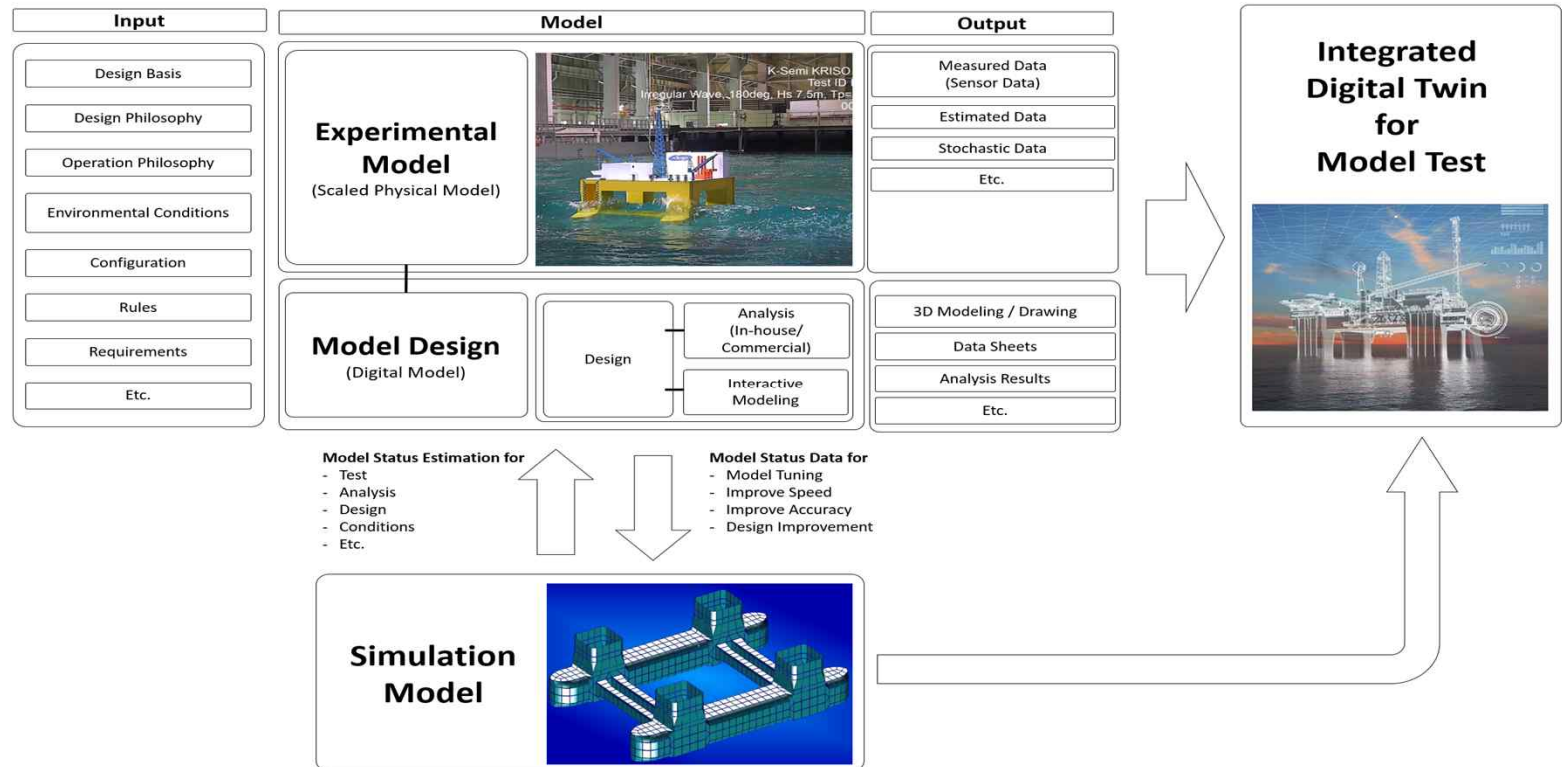 Input
Model
Output
Design Basis
Design Philosophy
Operation Philosophy
Environmental Conditions
Configuration
Rules
Requirements
Etc.
Experimental
Model
(Scaled Physical Model)
K-Semi KRISO
Test ID
Irregular Wave, 180deg, Hs 7.5m, Tp=
Measured Data
(Sensor Data)
Estimated Data
Stochastic Data
Etc.
Model Design
(Digital Model)
Design
Analysis
(In-house/
Commercial)
Interactive
Modeling
3D Modeling / Drawing
Data Sheets
Analysis Results
Etc.
Integrated
Digital Twin
for
Model Test
Model Status Estimation for
- Test
- Analysis
- Design
- Conditions
- Etc.
Model Status Data for
- Model Tuning
- Improve Speed
- Improve Accuracy
- Design Improvement
Simulation
Model